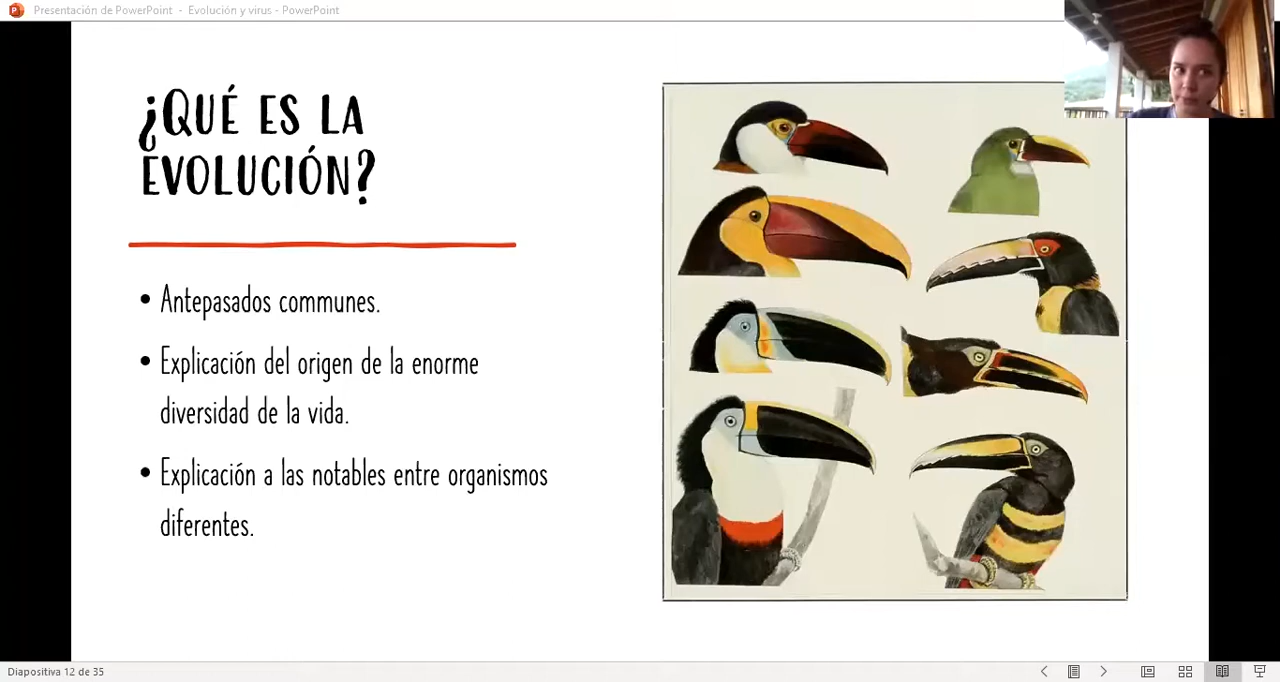 Presentación de PowerPoint - Evolución y virus - PowerPoint
¿QUÉ ES LA
EVOLUCIÓN?
• Antepasados communes.
• Explicación del origen de la enorme
diversidad de la vida.
• Explicación a las notables entre organismos
diferentes.
Diapositiva 12 de 35